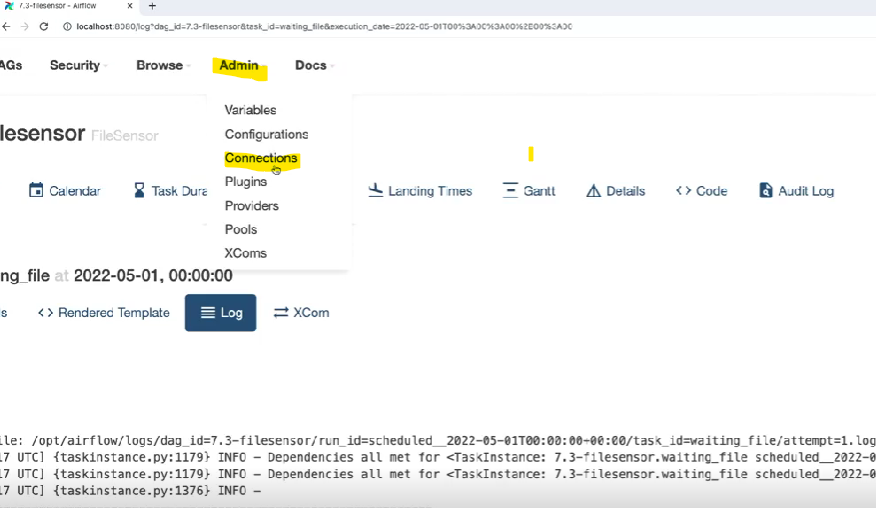 7.3-filesensor - Airflow
localhost:8080/log?dag_id=7.3-filesensor&task_id=waiting_file&execution_date=2022-05-01T00%3A00%3A00%2B00%3A00
AGs Security Browse Admin Docs
Variables
Configurations
Connections
Plugins
Providers
Pools
XComs
lesensor FileSensor
Calendar Task Dura Landing Times Gantt Details Code Audit Log
ng_file at 2022-05-01, 00:00:00
ls Rendered Template Log XCom
ile: /opt/airflow/logs/dag_id=7.3-filesensor/run_id=scheduled__2022-05-01T00:00:00+00:00/task_id=waiting_file/attempt=1.log
17 UTC] {taskinstance.py:1179} INFO - Dependencies all met for <TaskInstance: 7.3-filesensor.waiting_file scheduled__2022-0
17 UTC] {taskinstance.py:1179} INFO - Dependencies all met for <TaskInstance: 7.3-filesensor.waiting_file scheduled__2022-0
17 UTC] {taskinstance.py:1376} INFO -